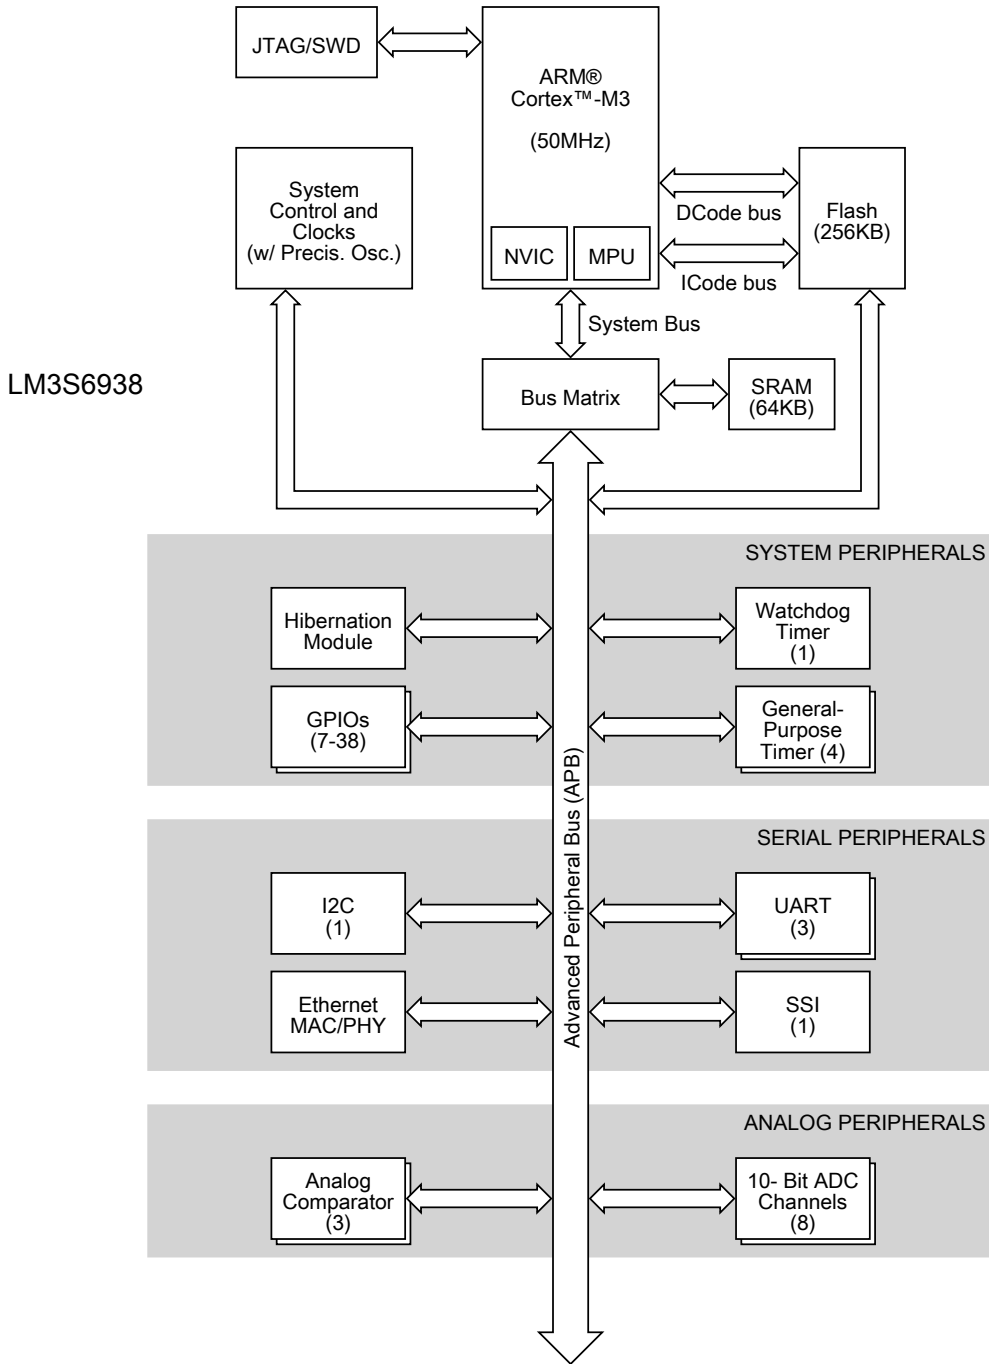 JTAG/SWD
ARM®
Cortex™-M3
(50MHz)
System
Control and
Clocks
(w/ Precis. Osc.)
DCode bus
Flash
(256KB)
NVIC
MPU
ICode bus
System Bus
LM3S6938
Bus Matrix
SRAM
(64KB)
SYSTEM PERIPHERALS
Hibernation
Module
Watchdog
Timer
(1)
GPIOs
(7-38)
General-
Purpose
Timer (4)
Advanced Peripheral Bus (APB)
SERIAL PERIPHERALS
I2C
(1)
UART
(3)
Ethernet
MAC/PHY
SSI
(1)
ANALOG PERIPHERALS
Analog
Comparator
(3)
10- Bit ADC
Channels
(8)